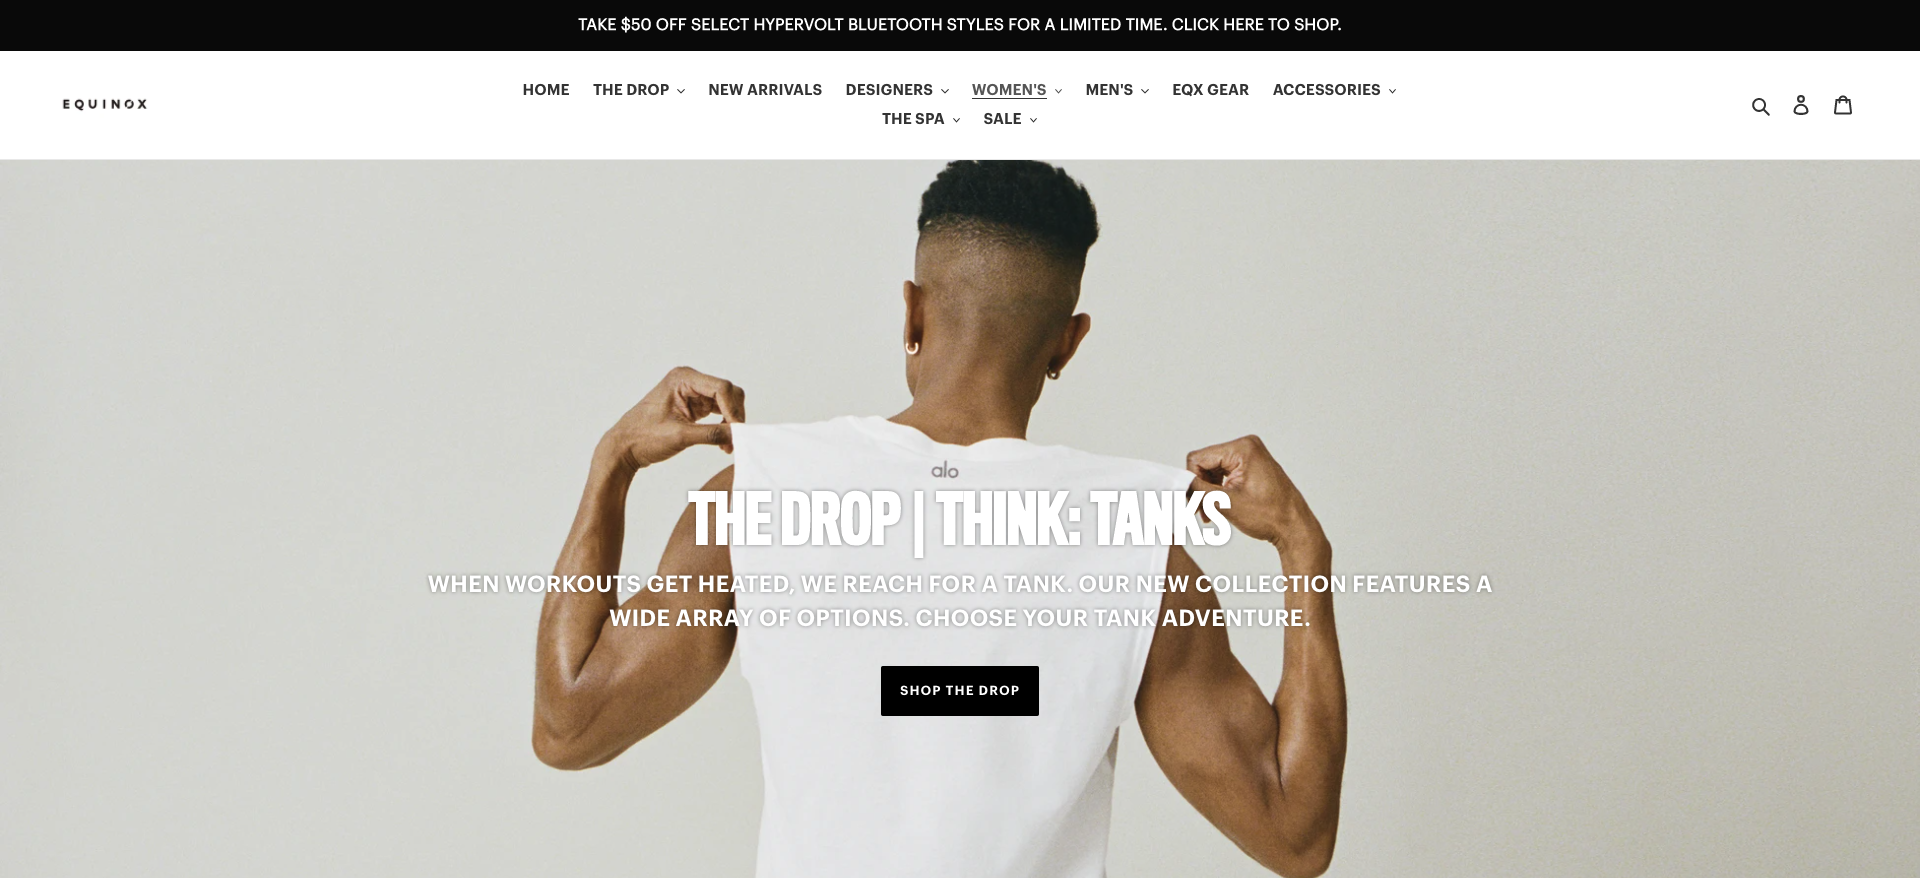 TAKE $50 OFF SELECT HYPERVOLT BLUETOOTH STYLES FOR A LIMITED TIME. CLICK HERE TO SHOP.
EQUINOX
HOME THE DROP NEW ARRIVALS DESIGNERS WOMEN'S MEN'S EQX GEAR ACCESSORIES
THE SPA SALE
alo
THE DROP | THINK: TANKS
WHEN WORKOUTS GET HEATED, WE REACH FOR A TANK. OUR NEW COLLECTION FEATURES A
WIDE ARRAY OF OPTIONS. CHOOSE YOUR TANK ADVENTURE.
SHOP THE DROP